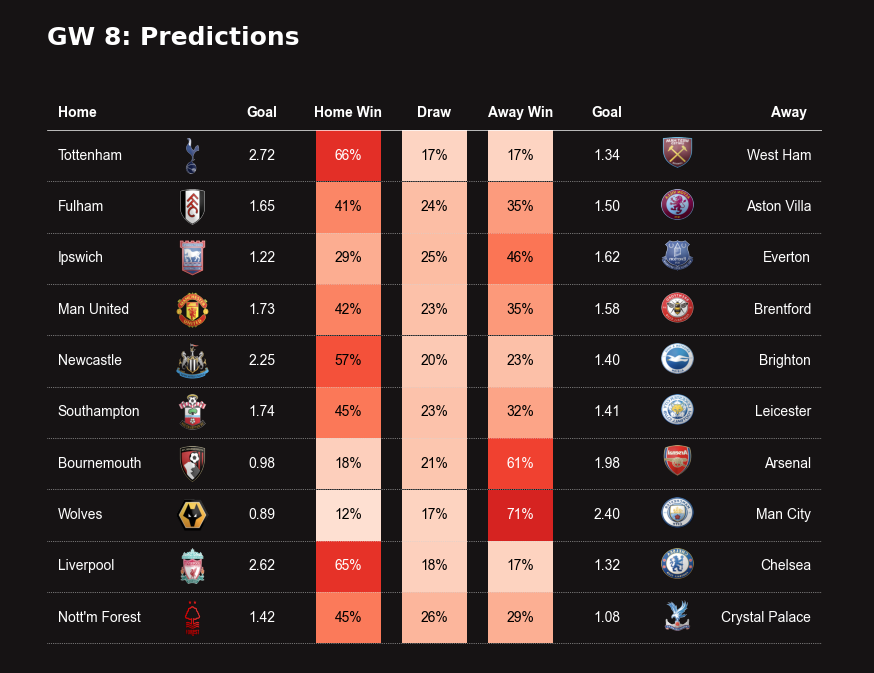 GW 8: Predictions
Home Goal Home Win Draw Away Win Goal Away
Tottenham 2.72 66% 17% 17% 1.34 West Ham
Fulham 1.65 41% 24% 35% 1.50 Aston Villa
Ipswich 1.22 29% 25% 46% 1.62 Everton
Man United 1.73 42% 23% 35% 1.58 Brentford
Newcastle 2.25 57% 20% 23% 1.40 Brighton
Southampton 1.74 45% 23% 32% 1.41 Leicester
Bournemouth 0.98 18% 21% 61% 1.98 Arsenal
Wolves 0.89 12% 17% 71% 2.40 Man City
Liverpool 2.62 65% 18% 17% 1.32 Chelsea
Nott'm Forest 1.42 45% 26% 29% 1.08 Crystal Palace